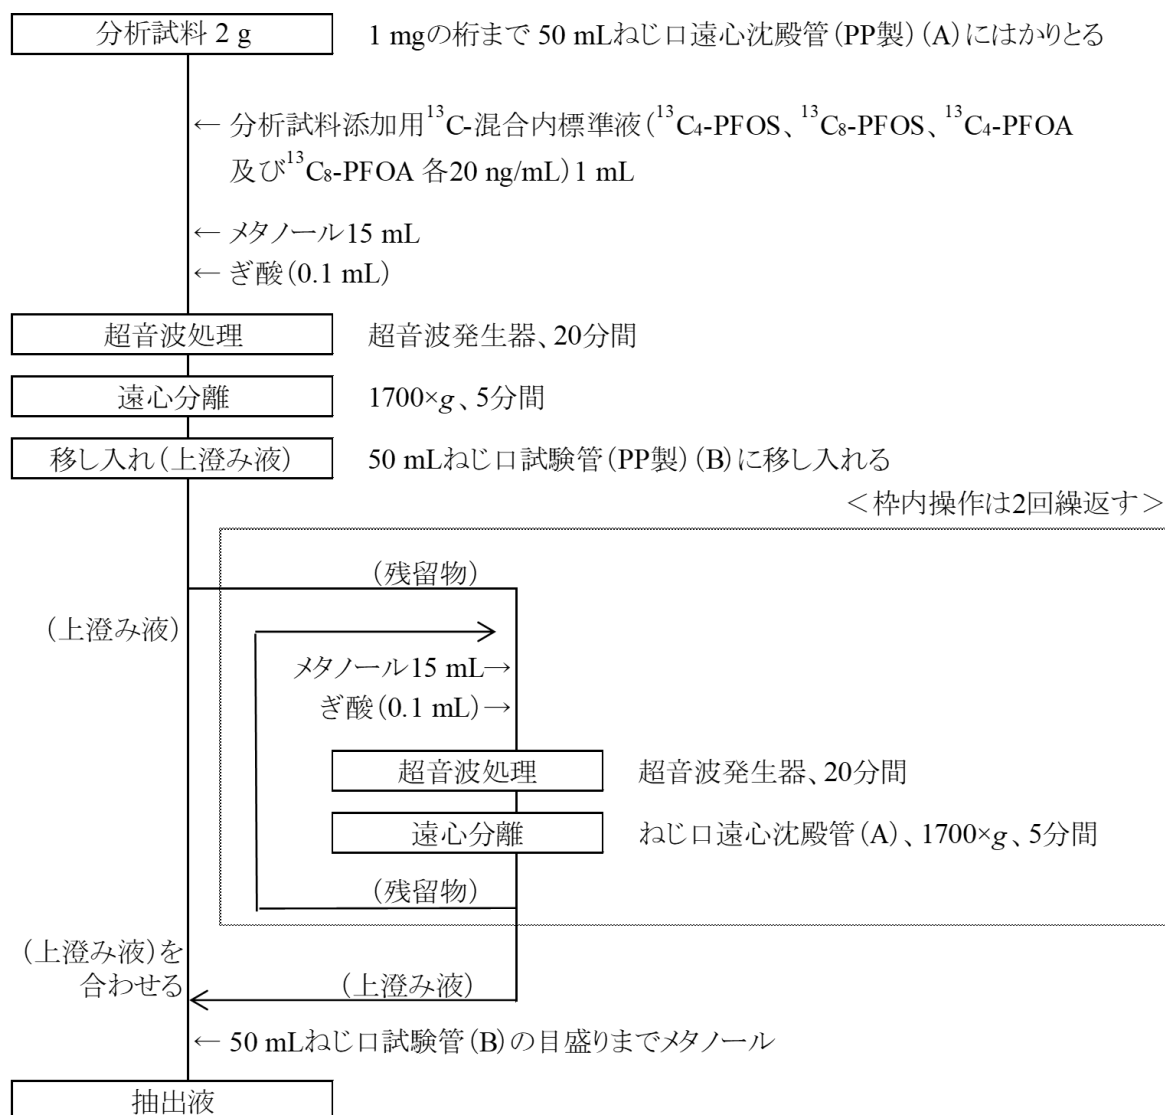 分析試料 2 g
1 mgの桁まで 50 mLねじ口遠心沈殿管(PP製)(A)にはかりとる
← 分析試料添加用¹³C-混合内標準液(¹³C₄-PFOS、¹³C₈-PFOS、¹³C₄-PFOA
及び¹³C₈-PFOA 各20 ng/mL)1 mL
← メタノール15 mL
← ぎ酸(0.1 mL)
超音波処理
超音波発生器、20分間
遠心分離
1700×g、5分間
移し入れ(上澄み液)
50 mLねじ口試験管(PP製)(B)に移し入れる
<枠内操作は2回繰返す>
(残留物)
(上澄み液)
メタノール15 mL→
ぎ酸(0.1 mL)→
超音波処理
超音波発生器、20分間
遠心分離
ねじ口遠心沈殿管(A)、1700×g、5分間
(残留物)
(上澄み液)を
合わせる
(上澄み液)
← 50 mLねじ口試験管(B)の目盛りまでメタノール
抽出液